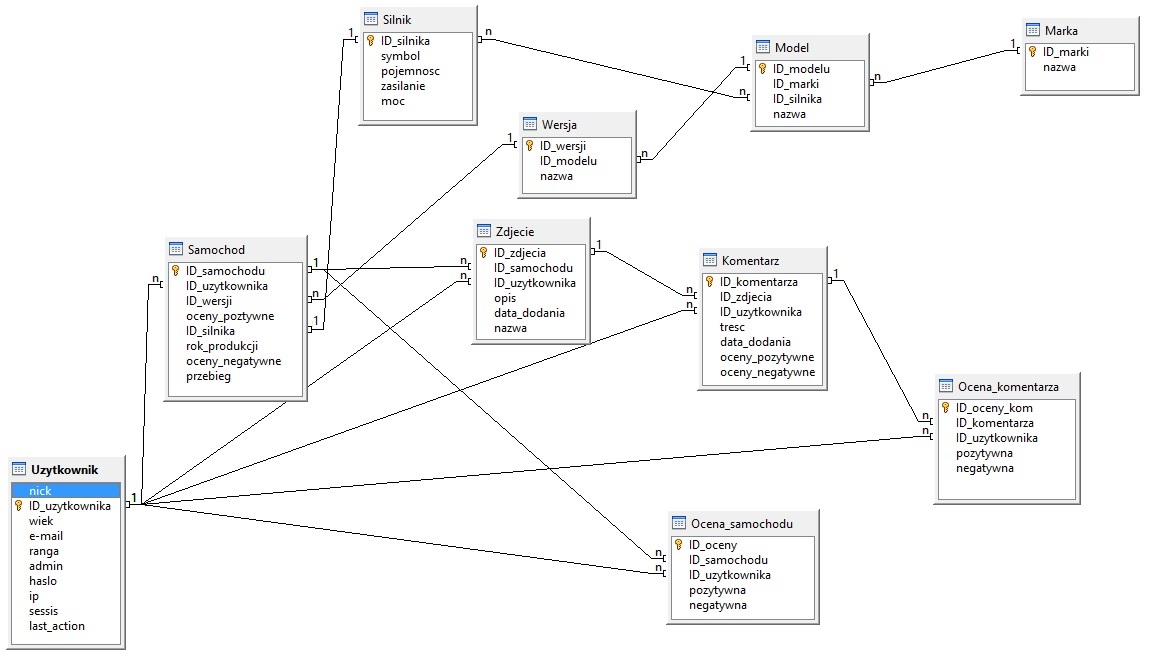 Silnik
ID_silnika
symbol
pojemnosc
zasilanie
moc
Model
ID_modelu
ID_marki
ID_silnika
nazwa
Marka
ID_marki
nazwa
Wersja
ID_wersji
ID_modelu
nazwa
Samochod
ID_samochodu
ID_uzytkownika
ID_wersji
oceny_poztywne
ID_silnika
rok_produkcji
oceny_negatywne
przebieg
Zdjecie
ID_zdjecia
ID_samochodu
ID_uzytkownika
opis
data_dodania
nazwa
Komentarz
ID_komentarza
ID_zdjecia
ID_uzytkownika
tresc
data_dodania
oceny_pozytywne
oceny_negatywne
Ocena_komentarza
ID_oceny_kom
ID_komentarza
ID_uzytkownika
pozytywna
negatywna
Uzytkownik
nick
ID_uzytkownika
wiek
e-mail
ranga
admin
haslo
ip
sessis
last_action
Ocena_samochodu
ID_oceny
ID_samochodu
ID_uzytkownika
pozytywna
negatywna
1
n
1
n
n
1
1
n
n
1
n
1
n
n
1
n
n
1
n
n
1
n
n